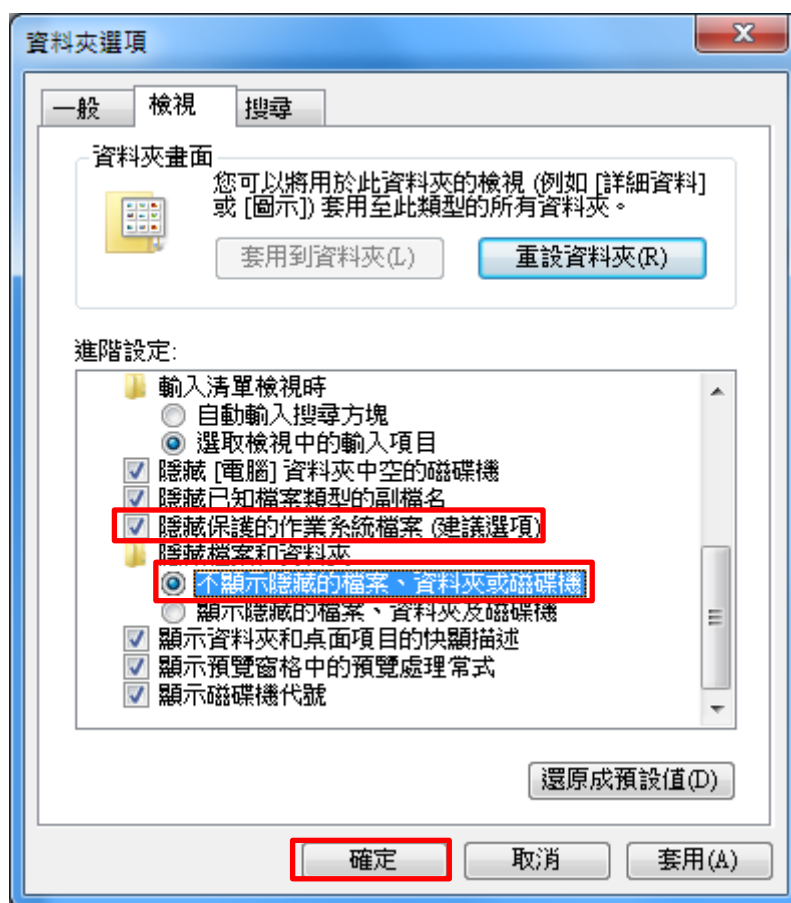 資料夾選項
一般 檢視 搜尋
資料夾畫面
您可以將用於此資料夾的檢視 (例如 [詳細資料]
或 [圖示]) 套用至此類型的所有資料夾。
套用到資料夾(L) 重設資料夾(R)
進階設定:
輸入清單檢視時
自動輸入搜尋方塊
選取檢視中的輸入項目
隱藏 [電腦] 資料夾中空的磁碟機
隱藏已知檔案類型的副檔名
隱藏保護的作業系統檔案 (建議選項)
隱藏檔案和資料夾
不顯示隱藏的檔案、資料夾或磁碟機
顯示隱藏的檔案、資料夾及磁碟機
顯示資料夾和桌面項目的快顯描述
顯示預覽窗格中的預覽處理常式
顯示磁碟機代號
還原成預設值(D)
確定 取消 套用(A)